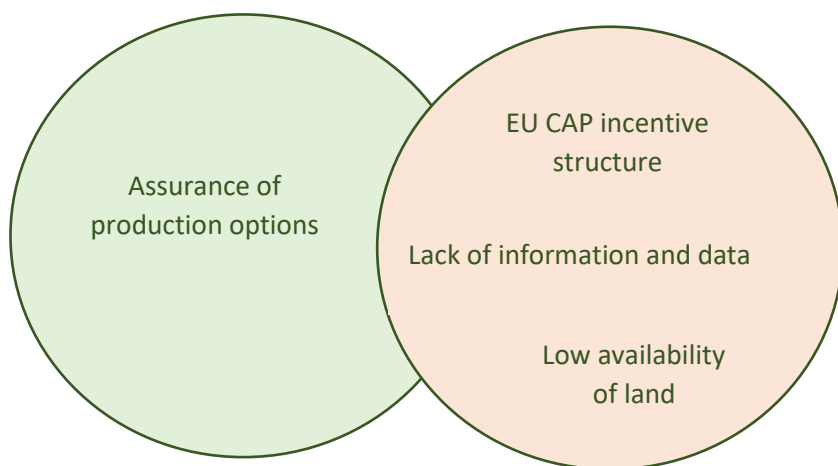 Assurance of
production options
EU CAP incentive
structure
Lack of information and data
Low availability
of land